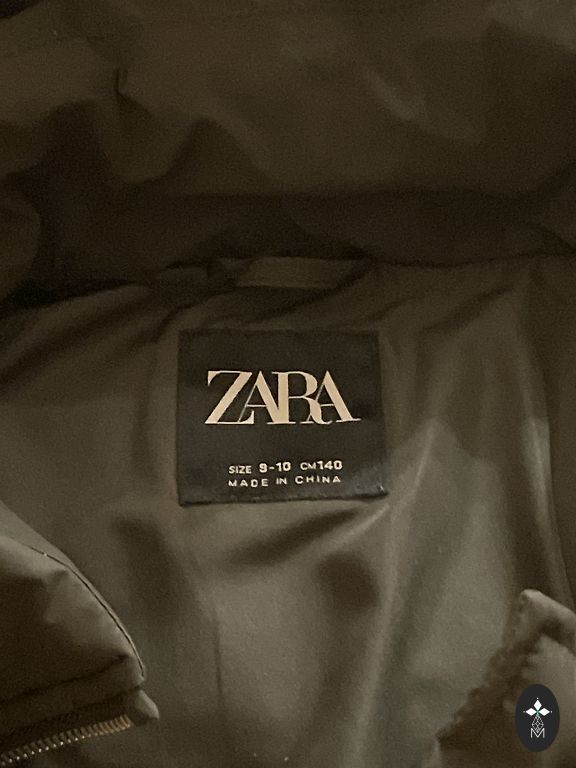 ZARA
SIZE 9-10 CM140
MADE IN CHINA
M